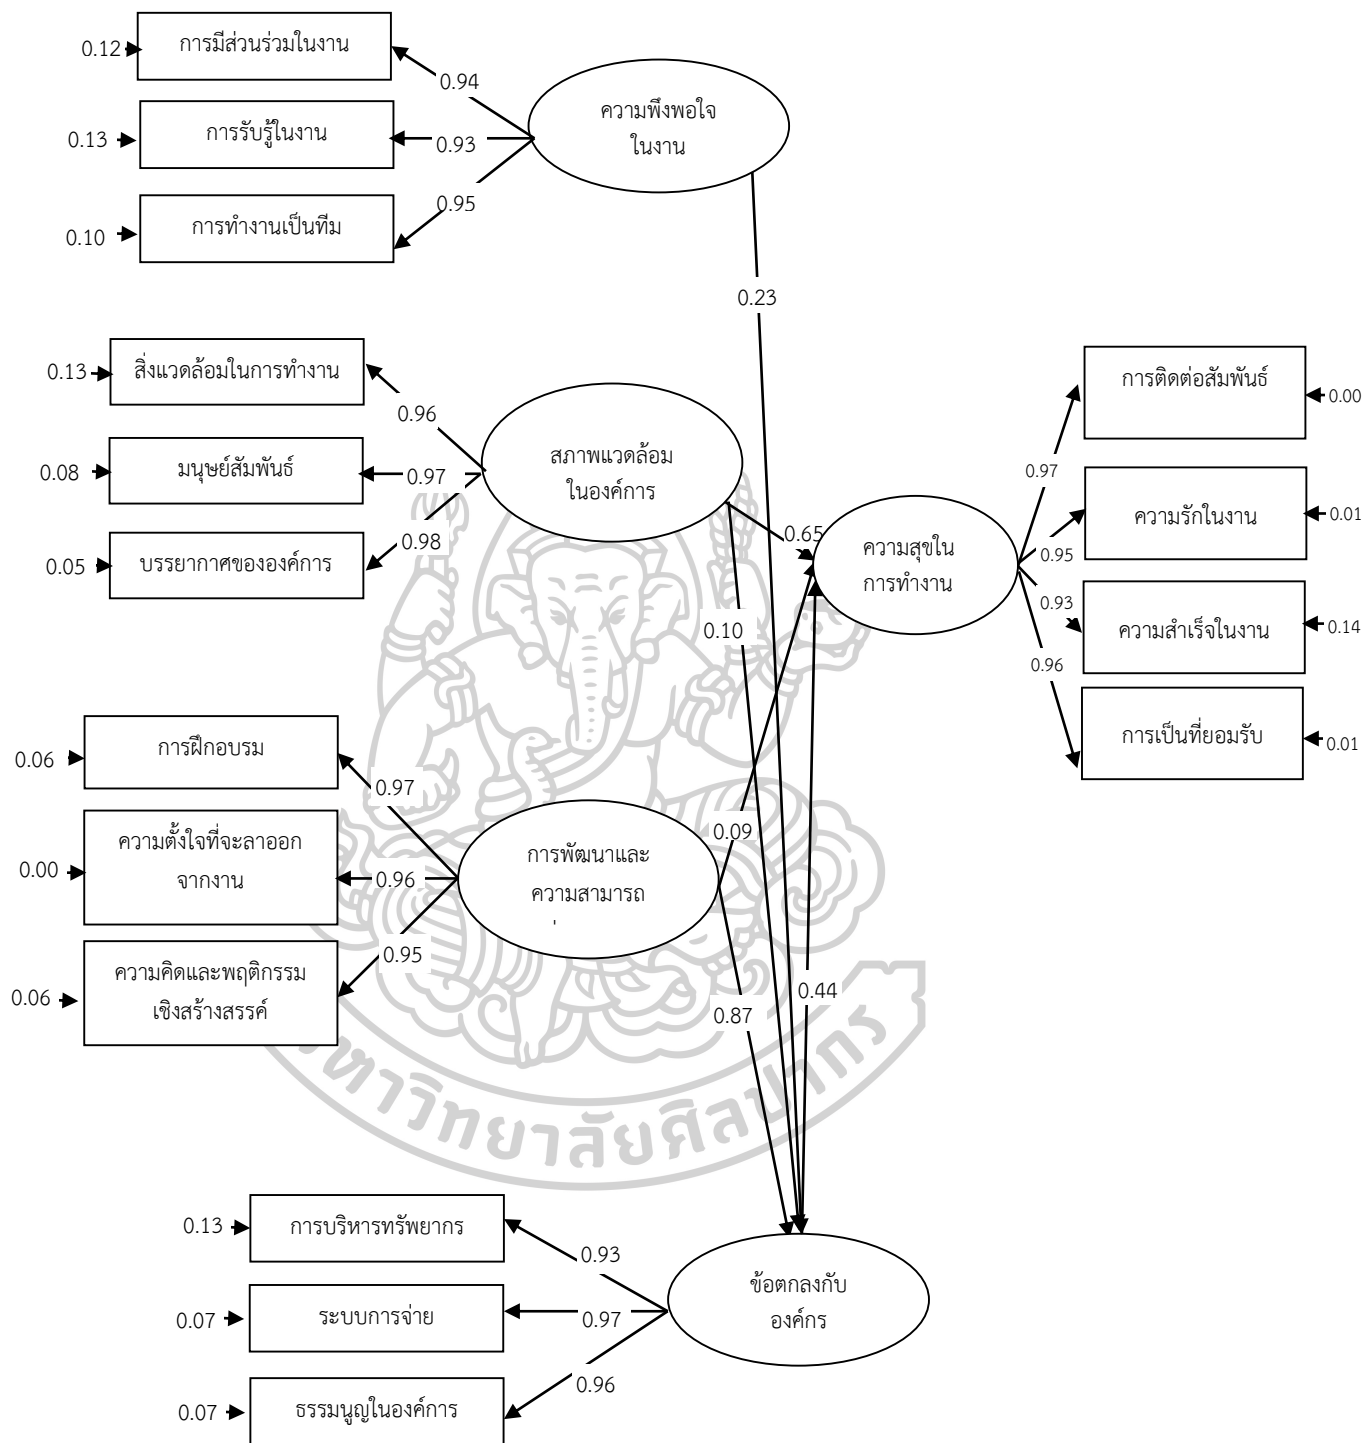 0.12
การมีส่วนร่วมในงาน
0.94
0.13
การรับรู้ในงาน
0.93
0.10
การทำงานเป็นทีม
0.95
ความพึงพอใจ
ในงาน
0.23
0.13
สิ่งแวดล้อมในการทำงาน
0.96
0.08
มนุษย์สัมพันธ์
0.97
0.05
บรรยากาศขององค์การ
0.98
สภาพแวดล้อม
ในองค์การ
0.65
0.10
ความสุขใน
การทำงาน
0.97
การติดต่อสัมพันธ์
0.00
0.95
ความรักในงาน
0.01
0.93
ความสำเร็จในงาน
0.14
0.96
การเป็นที่ยอมรับ
0.01
0.06
การฝึกอบรม
0.97
0.00
ความตั้งใจที่จะลาออก
จากงาน
0.96
0.06
ความคิดและพฤติกรรม
เชิงสร้างสรรค์
0.95
การพัฒนาและ
ความสามารถ
0.09
0.87
0.44
มหาวิทยาลัยศิลปากร
0.13
การบริหารทรัพยากร
0.93
0.07
ระบบการจ่าย
0.97
0.07
ธรรมนูญในองค์การ
0.96
ข้อตกลงกับ
องค์กร